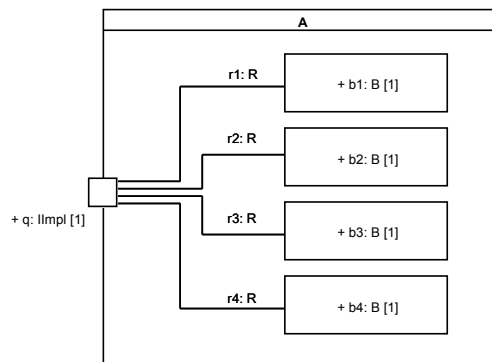 A
r1: R
+ b1: B [1]
r2: R
+ b2: B [1]
+ q: IImpl [1]
r3: R
+ b3: B [1]
r4: R
+ b4: B [1]